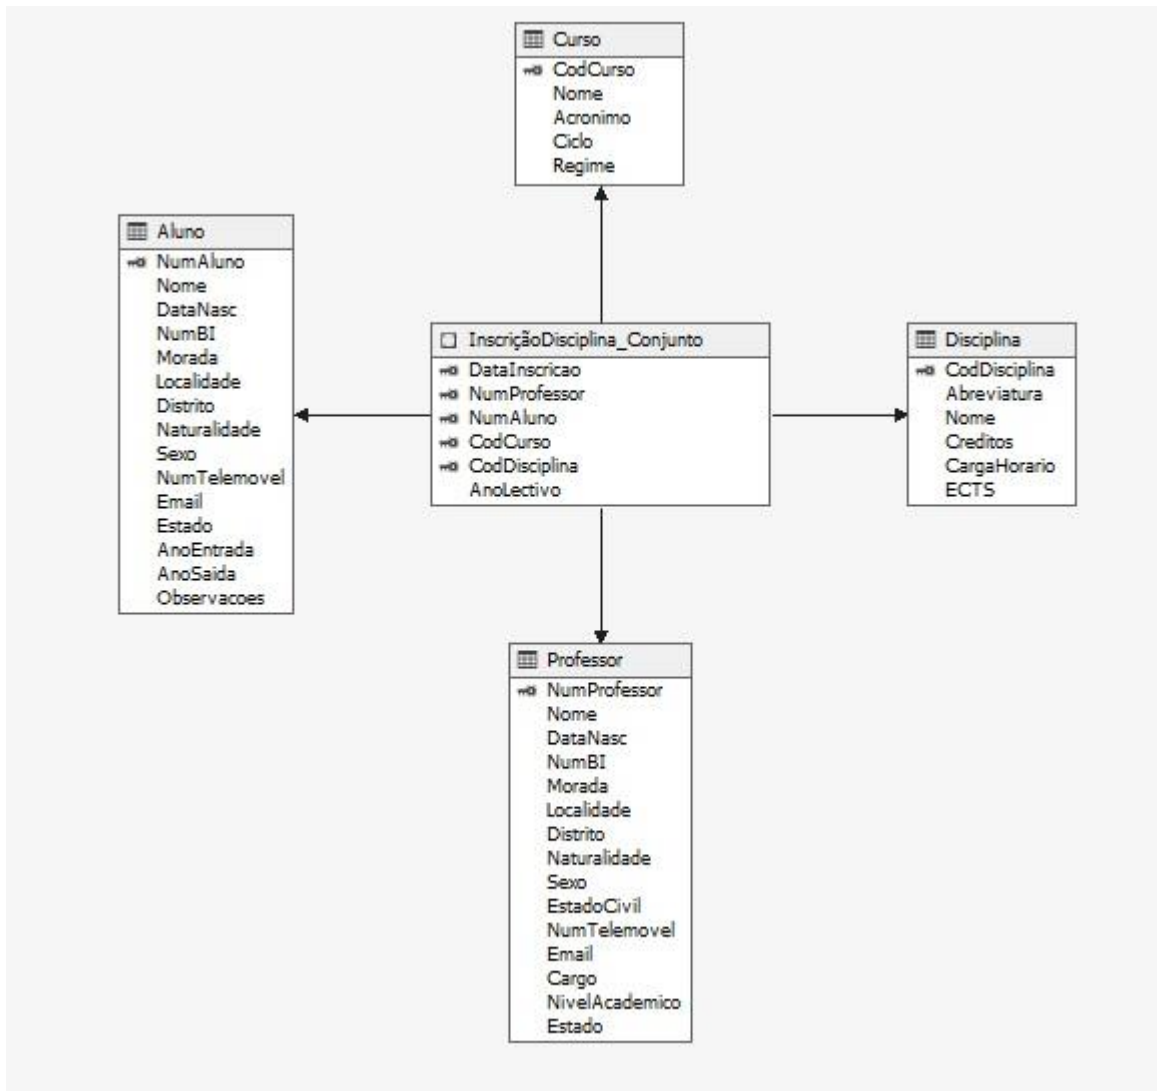 Curso
CodCurso
Nome
Acronimo
Ciclo
Regime
Aluno
NumAluno
Nome
DataNasc
NumBI
Morada
Localidade
Distrito
Naturalidade
Sexo
NumTelemovel
Email
Estado
AnoEntrada
AnoSaida
Observacoes
InscriçãoDisciplina_Conjunto
DataInscricao
NumProfessor
NumAluno
CodCurso
CodDisciplina
AnoLectivo
Disciplina
CodDisciplina
Abreviatura
Nome
Creditos
CargaHorario
ECTS
Professor
NumProfessor
Nome
DataNasc
NumBI
Morada
Localidade
Distrito
Naturalidade
Sexo
EstadoCivil
NumTelemovel
Email
Cargo
NivelAcademico
Estado